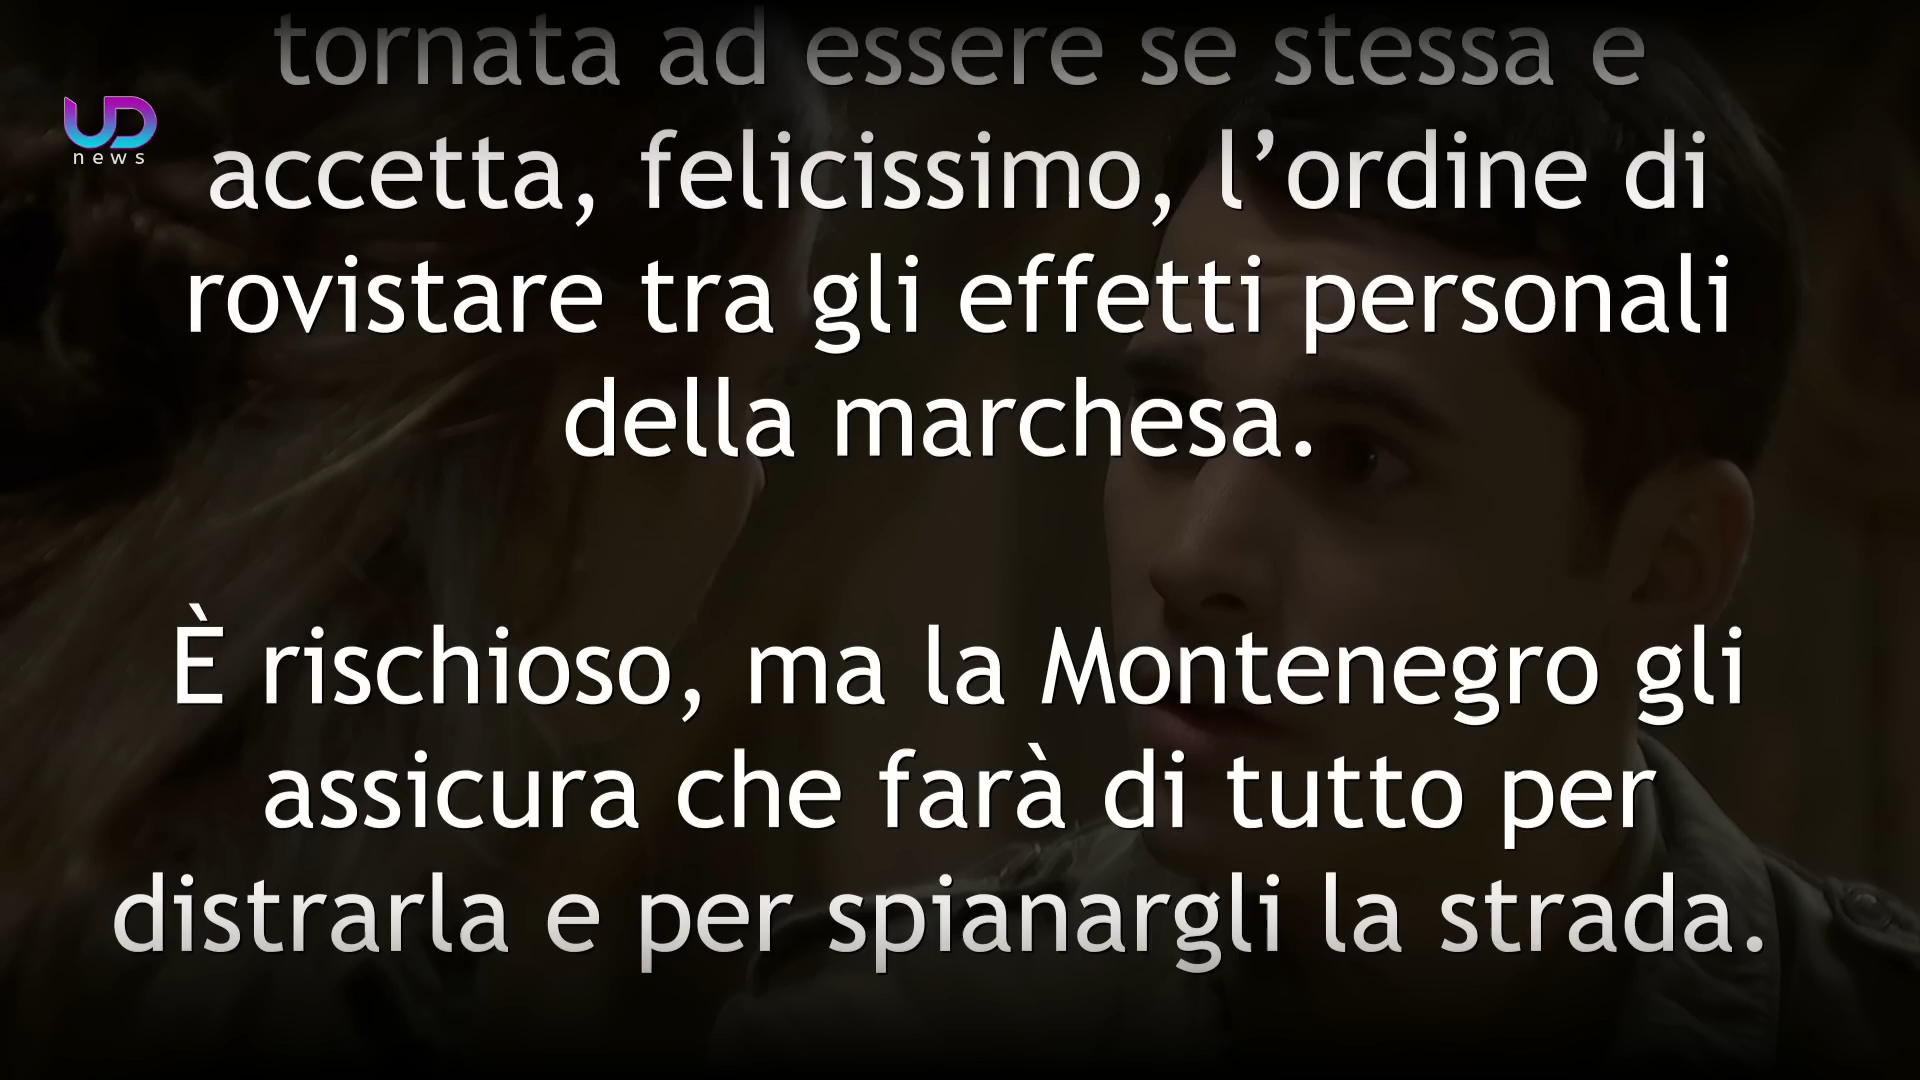 tornata ad essere se stessa e
UD
news
accetta, felicissimo, l’ordine di
rovistare tra gli effetti personali
della marchesa.
È rischioso, ma la Montenegro gli
assicura che farà di tutto per
distrarla e per spianargli la strada.